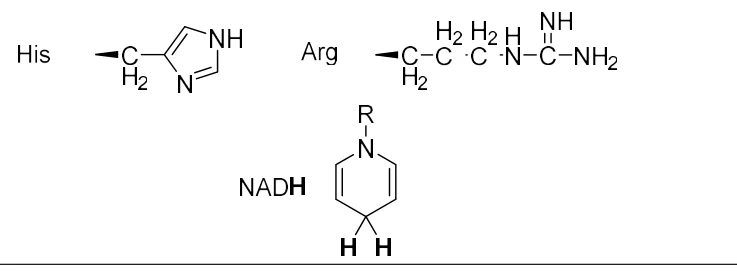 His C H₂ N NH
Arg C H₂ C H₂ C H₂ N H C NH NH₂
R
N
NADH
H H